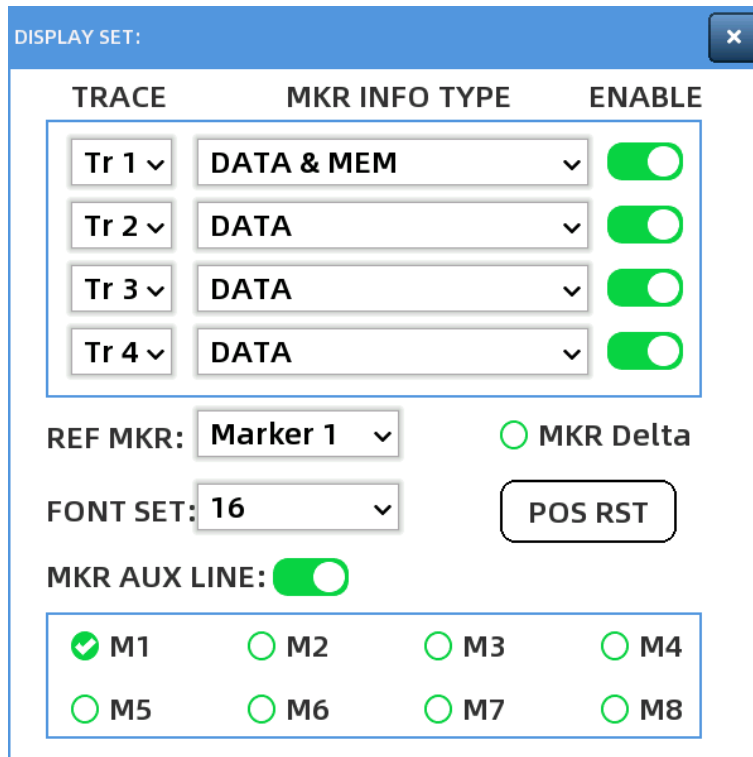 DISPLAY SET:
TRACE MKR INFO TYPE ENABLE
Tr 1 DATA & MEM
Tr 2 DATA
Tr 3 DATA
Tr 4 DATA
REF MKR: Marker 1 MKR Delta
FONT SET: 16 POS RST
MKR AUX LINE:
M1 M2 M3 M4
M5 M6 M7 M8